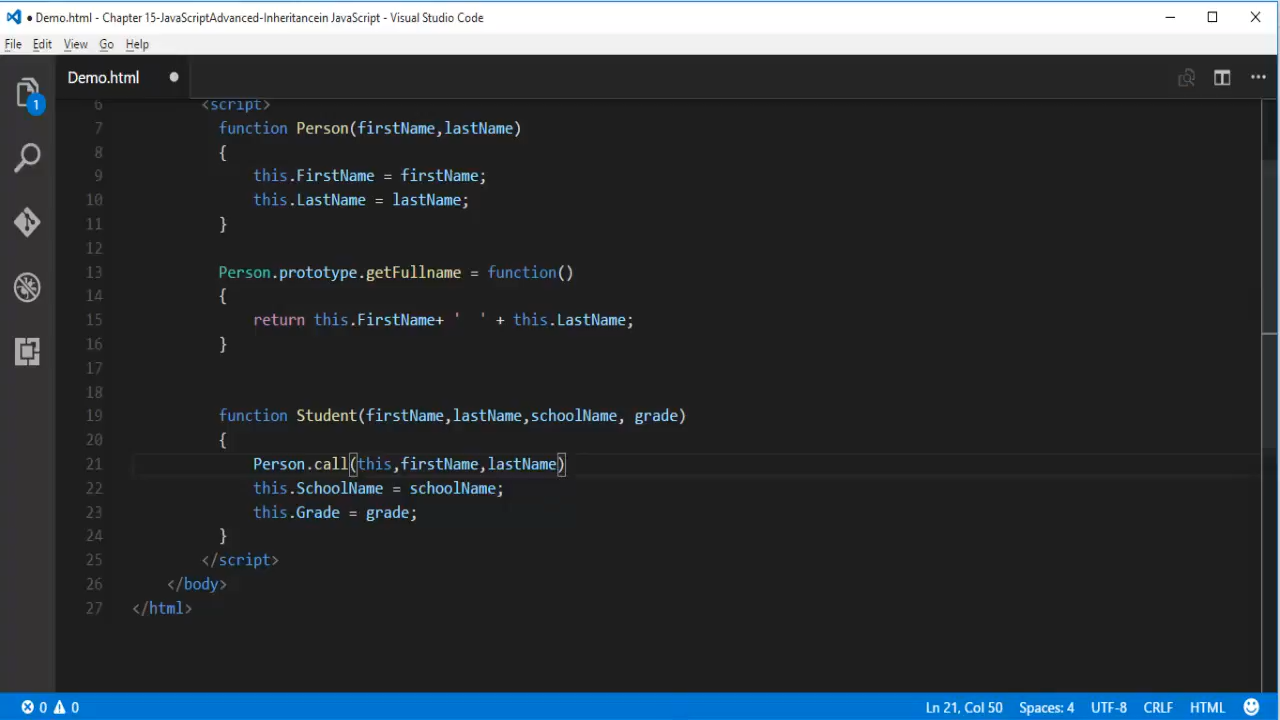 ● Demo.html - Chapter 15-JavaScriptAdvanced-Inheritancein JavaScript - Visual Studio Code
File Edit View Go Help
Demo.html ●
1
6 <script>
7 function Person(firstName,lastName)
8 {
9 this.FirstName = firstName;
10 this.LastName = lastName;
11 }
12
13 Person.prototype.getFullname = function()
14 {
15 return this.FirstName+ '  ' + this.LastName;
16 }
17
18
19 function Student(firstName,lastName,schoolName, grade)
20 {
21 Person.call(this,firstName,lastName)
22 this.SchoolName = schoolName;
23 this.Grade = grade;
24 }
25 </script>
26 </body>
27 </html>
0 0 Ln 21, Col 50 Spaces: 4 UTF-8 CRLF HTML